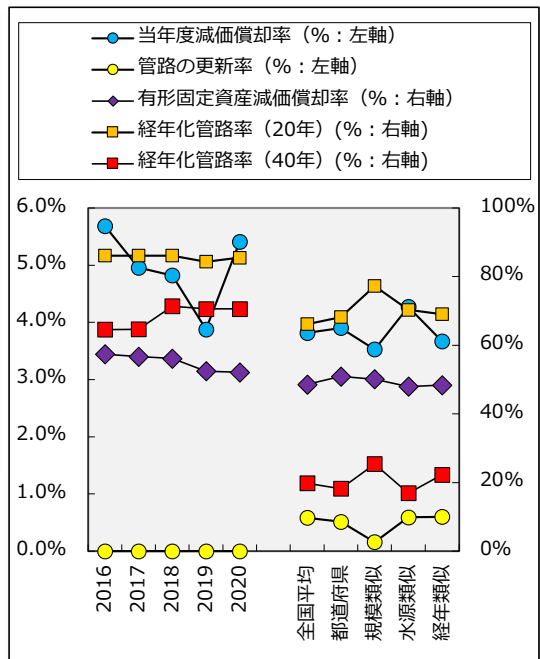 当年度減価償却率（%：左軸）
管路の更新率（%：左軸）
有形固定資産減価償却率（%：右軸）
経年化管路率（20年）(%：右軸)
経年化管路率（40年）(%：右軸)
6.0%
5.0%
4.0%
3.0%
2.0%
1.0%
0.0%
100%
80%
60%
40%
20%
0%
2016
2017
2018
2019
2020
全国平均
都道府県
規模類似
水源類似
経年類似